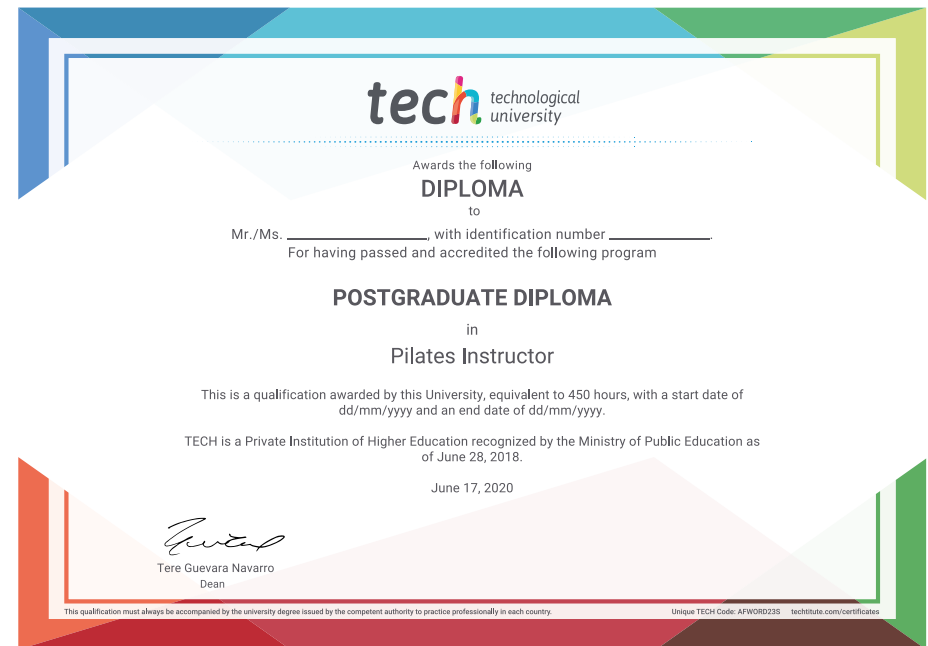 tech technological
university
Awards the following
DIPLOMA
to
Mr./Ms. ____________________, with identification number ______________.
For having passed and accredited the following program
POSTGRADUATE DIPLOMA
in
Pilates Instructor
This is a qualification awarded by this University, equivalent to 450 hours, with a start date of
dd/mm/yyyy and an end date of dd/mm/yyyy.
TECH is a Private Institution of Higher Education recognized by the Ministry of Public Education as
of June 28, 2018.
June 17, 2020
Tere Guevara Navarro
Dean
This qualification must always be accompanied by the university degree issued by the competent authority to practice professionally in each country.
Unique TECH Code: AFWORD23S techtitute.com/certificates